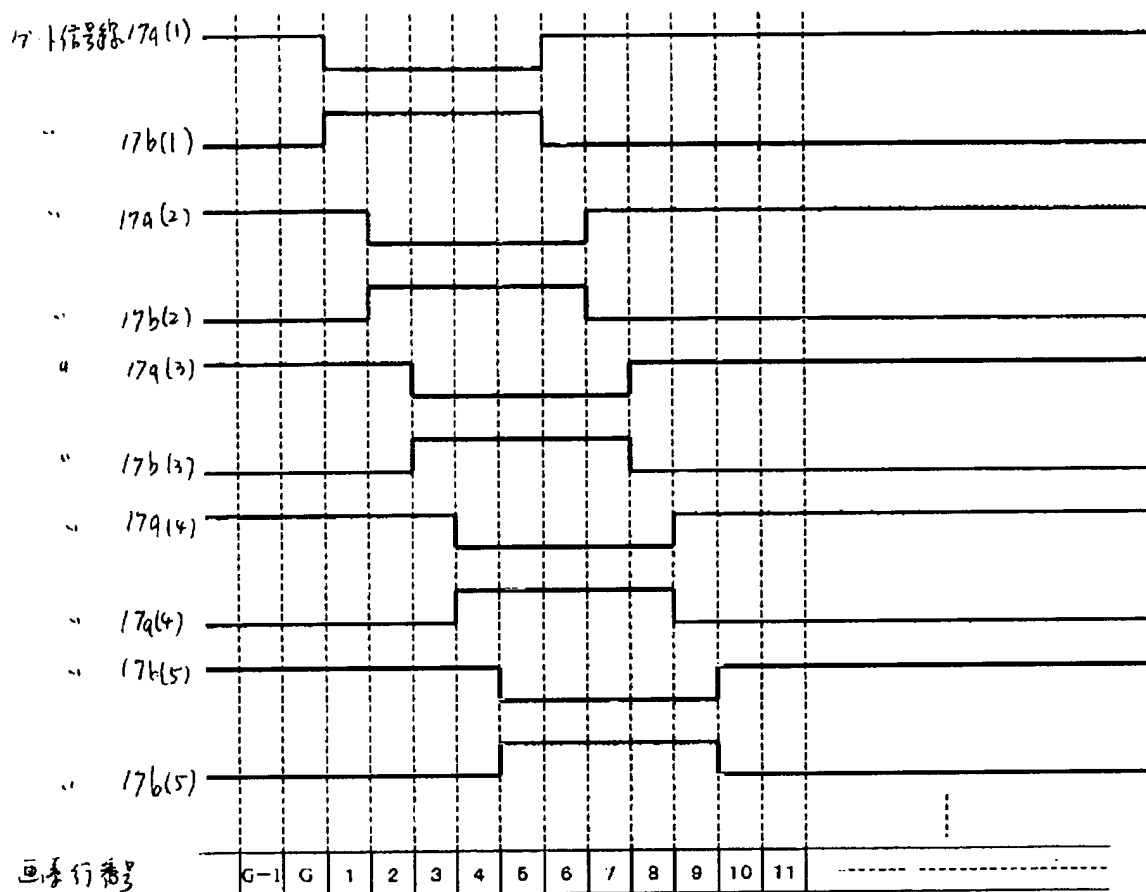 ゲート信号線17a(1)
〃 17b(1)
〃 17a(2)
〃 17b(2)
〃 17a(3)
〃 17b(3)
〃 17a(4)
〃 17a(4)
〃 17b(5)
〃 17b(5)
画素行番号 G-1 G 1 2 3 4 5 6 7 8 9 10 11